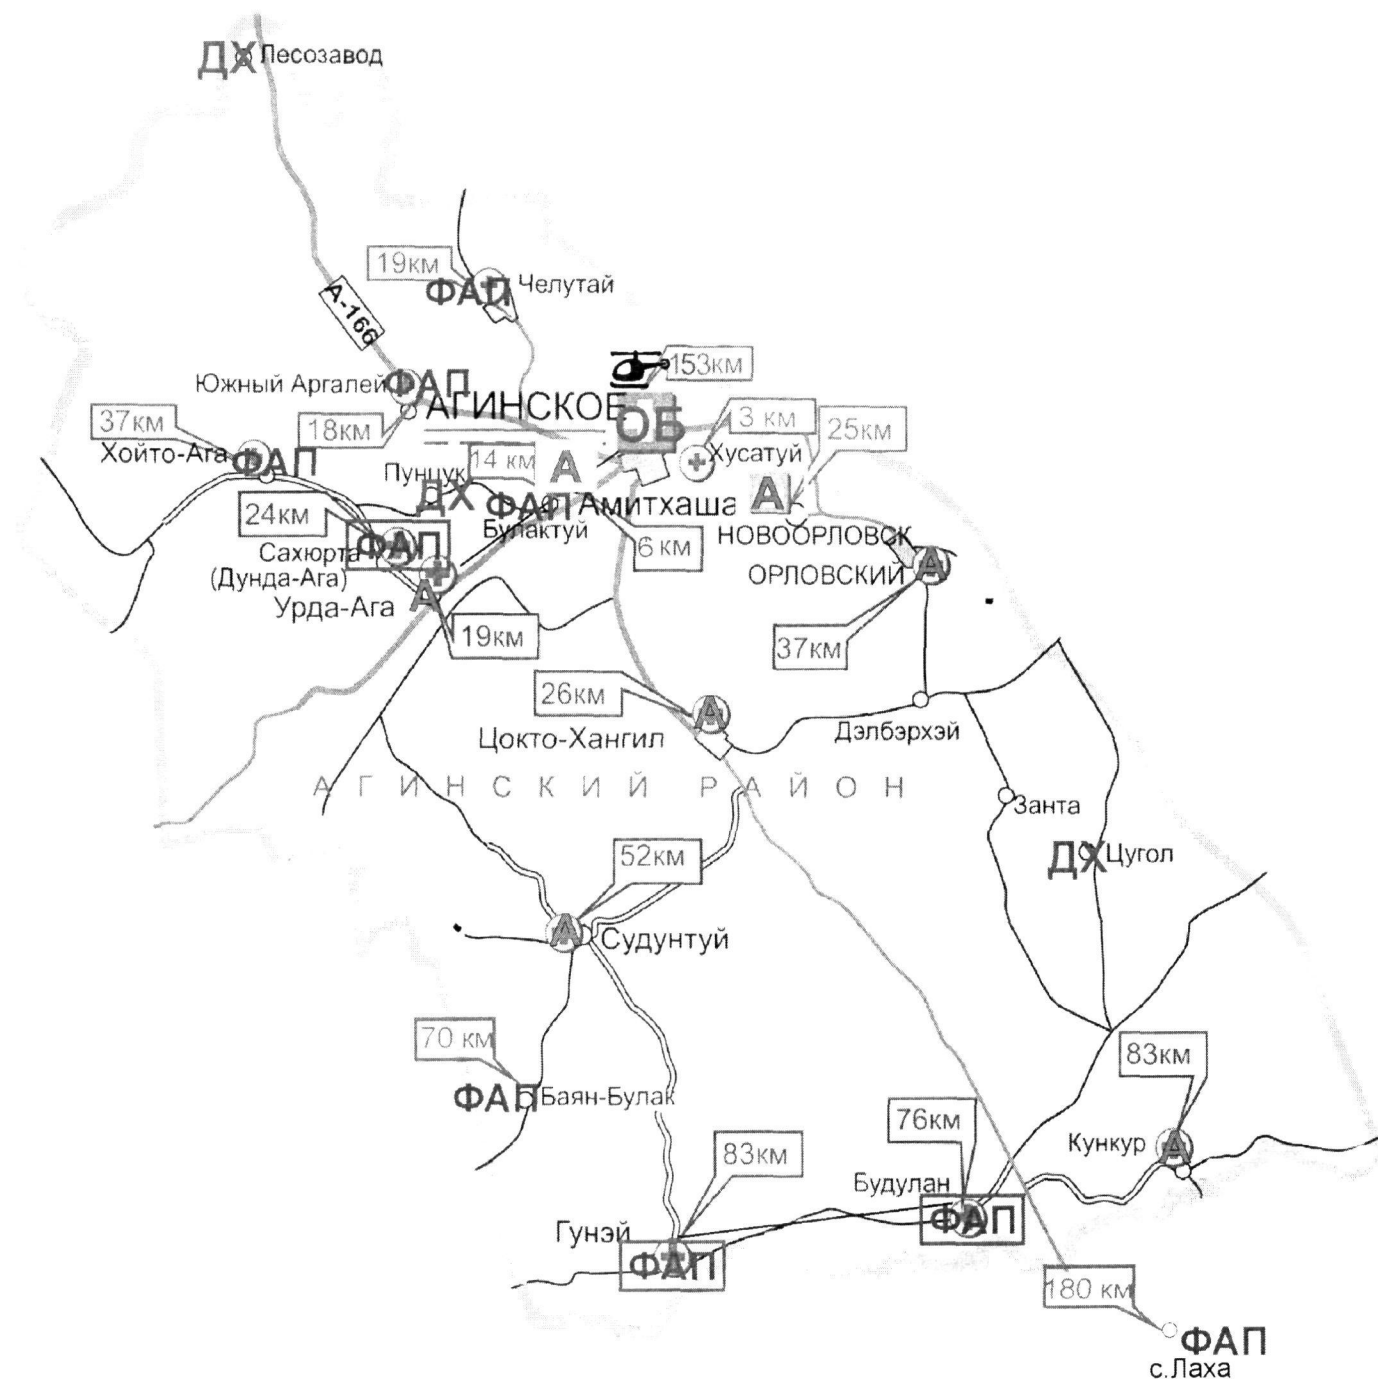 ДХ Лесозавод
19км
ФАП Челутай
А-166
153км
Южный Аргалей ФАП
АГИНСКОЕ
ОБ
37км
18км
3 км
25км
Хойто-Ага ФАП
Пунцук
14 км
А
Хусатуй
ДХ
ФАП Амитхаша
А
24км
Булактуй
6 км
НОВООРЛОВСК
Сахюрта ФАП
(Дунда-Ага)
ОРЛОВСКИЙ А
Урда-Ага А
19км
37км
26км
А
Цокто-Хангил
Дэлбэрхэй
АГИНСКИЙ РАЙОН
Занта
52км
ДХ Цугол
А Судунтуй
70 км
83км
ФАП Баян-Булак
76км
Кункур А
83км
Будулан
ФАП
Гунэй
ФАП
180 км
ФАП
с.Лаха